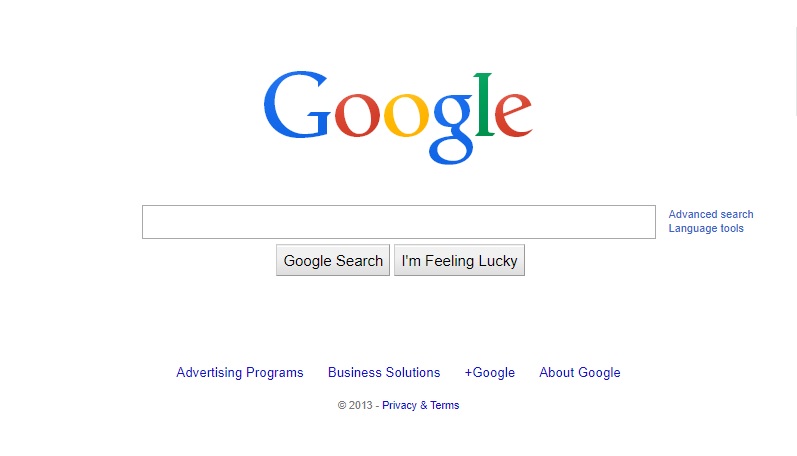 Google
Advanced search
Language tools
Google Search I'm Feeling Lucky
Advertising Programs Business Solutions +Google About Google
© 2013 - Privacy & Terms